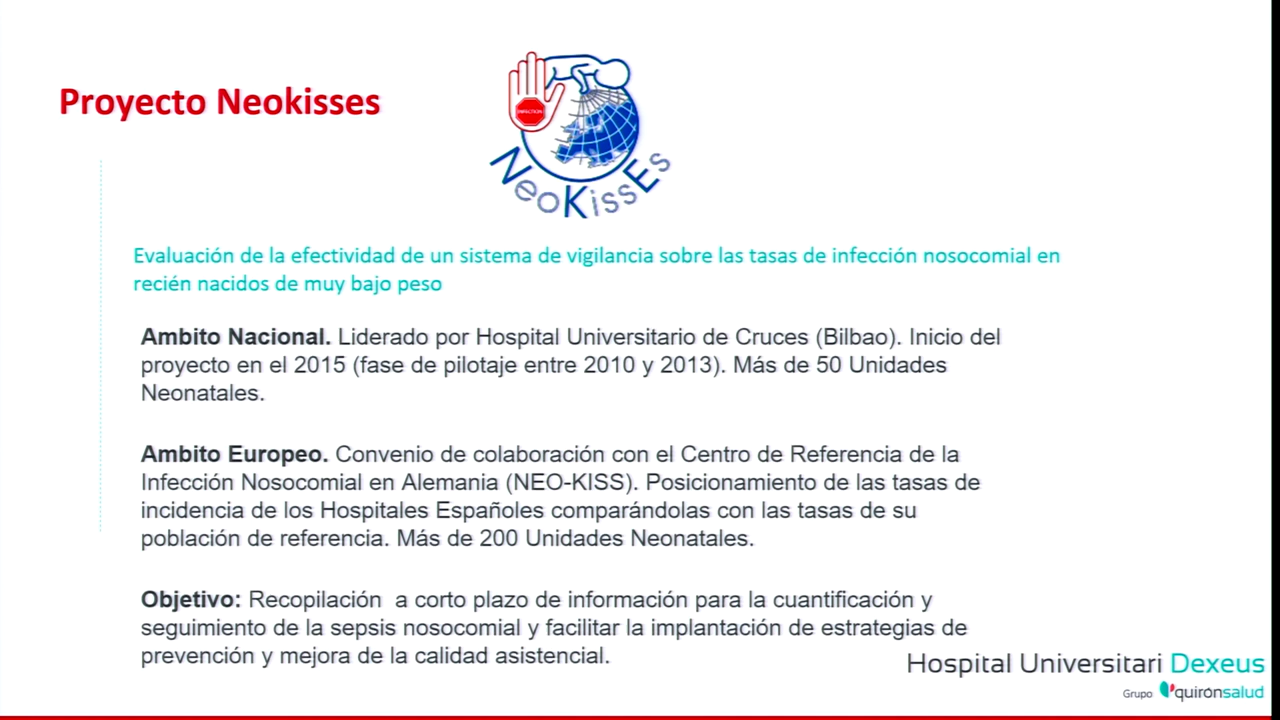 Proyecto Neokisses
INFECTION
NeoKissEs
Evaluación de la efectividad de un sistema de vigilancia sobre las tasas de infección nosocomial en
recién nacidos de muy bajo peso
Ambito Nacional. Liderado por Hospital Universitario de Cruces (Bilbao). Inicio del
proyecto en el 2015 (fase de pilotaje entre 2010 y 2013). Más de 50 Unidades
Neonatales.
Ambito Europeo. Convenio de colaboración con el Centro de Referencia de la
Infección Nosocomial en Alemania (NEO-KISS). Posicionamiento de las tasas de
incidencia de los Hospitales Españoles comparándolas con las tasas de su
población de referencia. Más de 200 Unidades Neonatales.
Objetivo: Recopilación a corto plazo de información para la cuantificación y
seguimiento de la sepsis nosocomial y facilitar la implantación de estrategias de
prevención y mejora de la calidad asistencial.
Hospital Universitari Dexeus
Grupo quirónsalud